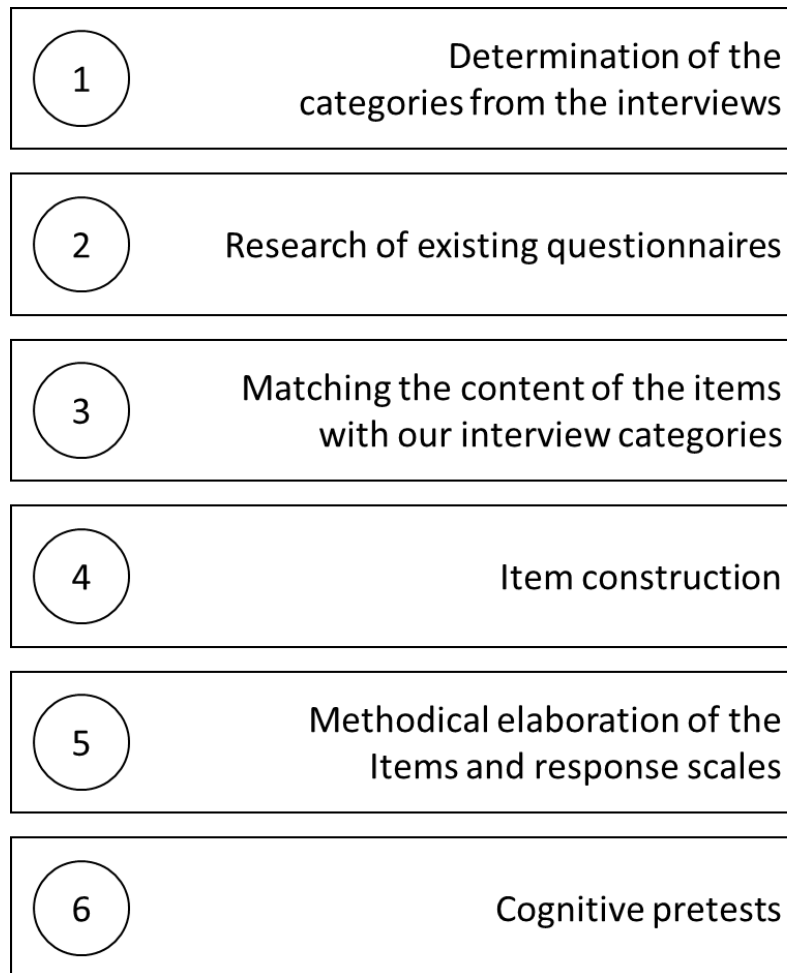 1
Determination of the
categories from the interviews
2
Research of existing questionnaires
3
Matching the content of the items
with our interview categories
4
Item construction
5
Methodical elaboration of the
Items and response scales
6
Cognitive pretests